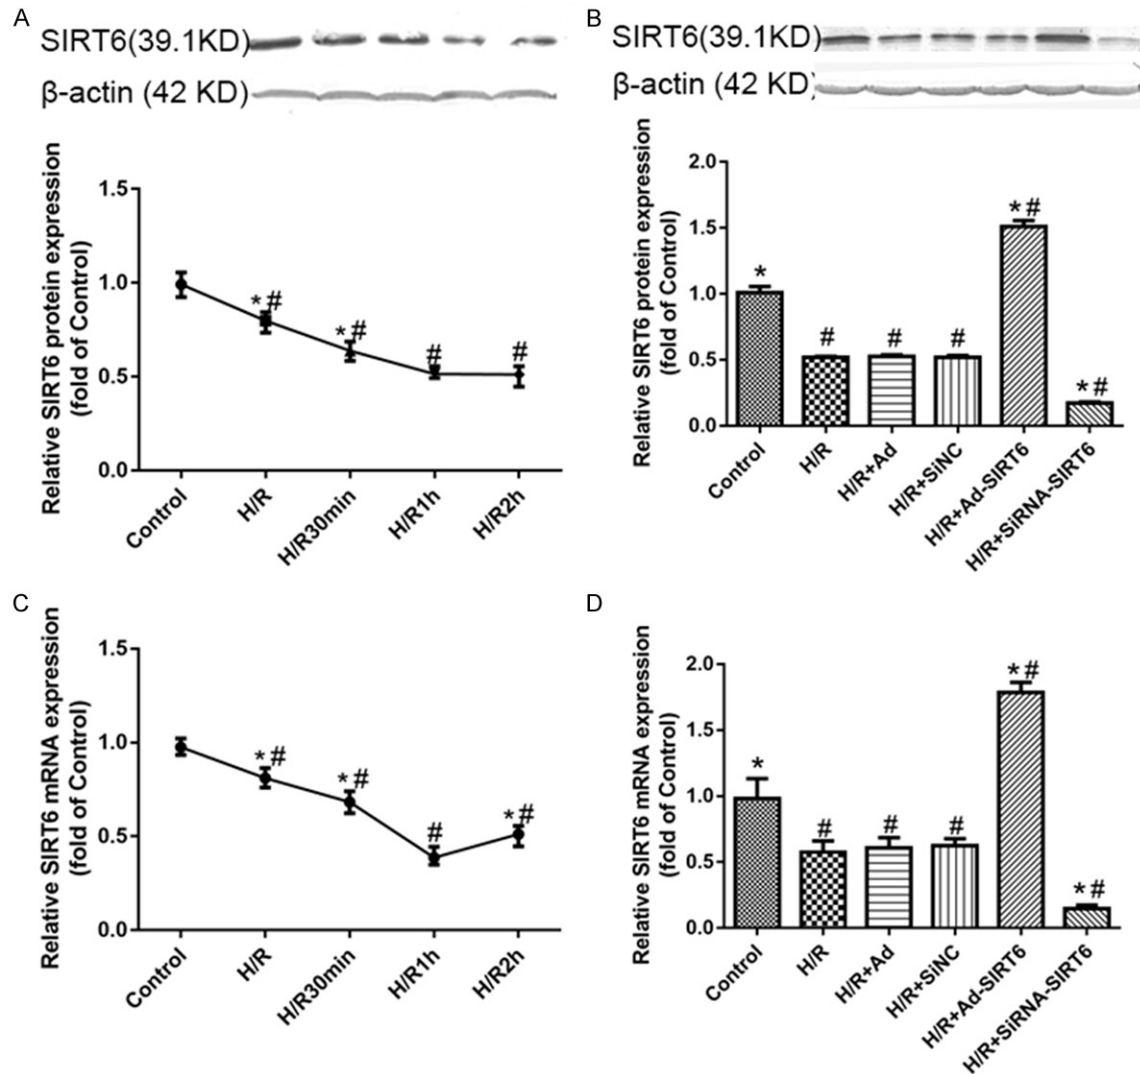 A
SIRT6(39.1KD)
β-actin (42 KD)
Relative SIRT6 protein expression
(fold of Control)
1.5
1.0
0.5
0.0
*#
*#
#
#
Control
H/R
H/R30min
H/R1h
H/R2h
B
SIRT6(39.1KD)
β-actin (42 KD)
Relative SIRT6 protein expression
(fold of Control)
2.0
1.5
1.0
0.5
0.0
*
#
#
#
*#
*#
Control
H/R
H/R+Ad
H/R+SiNC
H/R+Ad-SIRT6
H/R+SiRNA-SIRT6
C
Relative SIRT6 mRNA expression
(fold of Control)
1.5
1.0
0.5
0.0
*#
*#
#
*#
Control
H/R
H/R30min
H/R1h
H/R2h
D
Relative SIRT6 mRNA expression
(fold of Control)
2.0
1.5
1.0
0.5
0.0
*
#
#
#
*#
*#
Control
H/R
H/R+Ad
H/R+SiNC
H/R+Ad-SIRT6
H/R+SiRNA-SIRT6